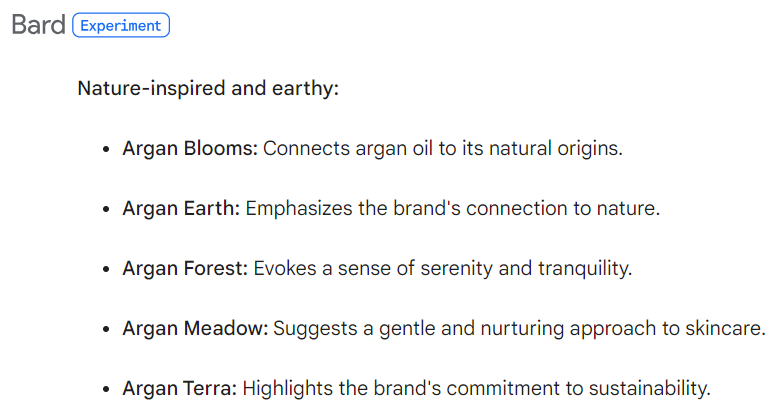 Bard Experiment
Nature-inspired and earthy:
• Argan Blooms: Connects argan oil to its natural origins.
• Argan Earth: Emphasizes the brand's connection to nature.
• Argan Forest: Evokes a sense of serenity and tranquility.
• Argan Meadow: Suggests a gentle and nurturing approach to skincare.
• Argan Terra: Highlights the brand's commitment to sustainability.